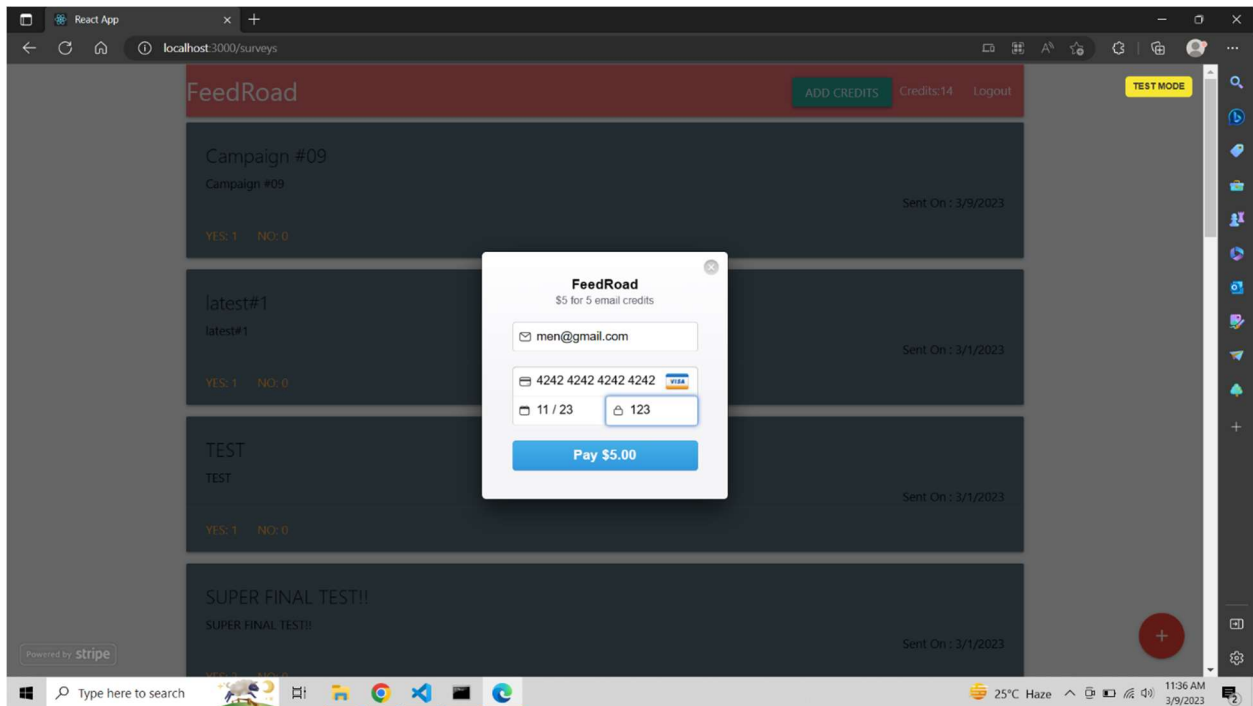 React App
localhost:3000/surveys
FeedRoad
ADD CREDITS Credits:14 Logout
TEST MODE
Campaign #09
Campaign #09
Sent On : 3/9/2023
YES: 1 NO: 0
latest#1
latest#1
Sent On : 3/1/2023
YES: 1 NO: 0
FeedRoad
$5 for 5 email credits
men@gmail.com
4242 4242 4242 4242 VISA
11 / 23 123
Pay $5.00
TEST
TEST
Sent On : 3/1/2023
YES: 1 NO: 0
SUPER FINAL TEST!!
SUPER FINAL TEST!!
Sent On : 3/1/2023
Powered by stripe
Type here to search
25°C Haze
11:36 AM
3/9/2023
2